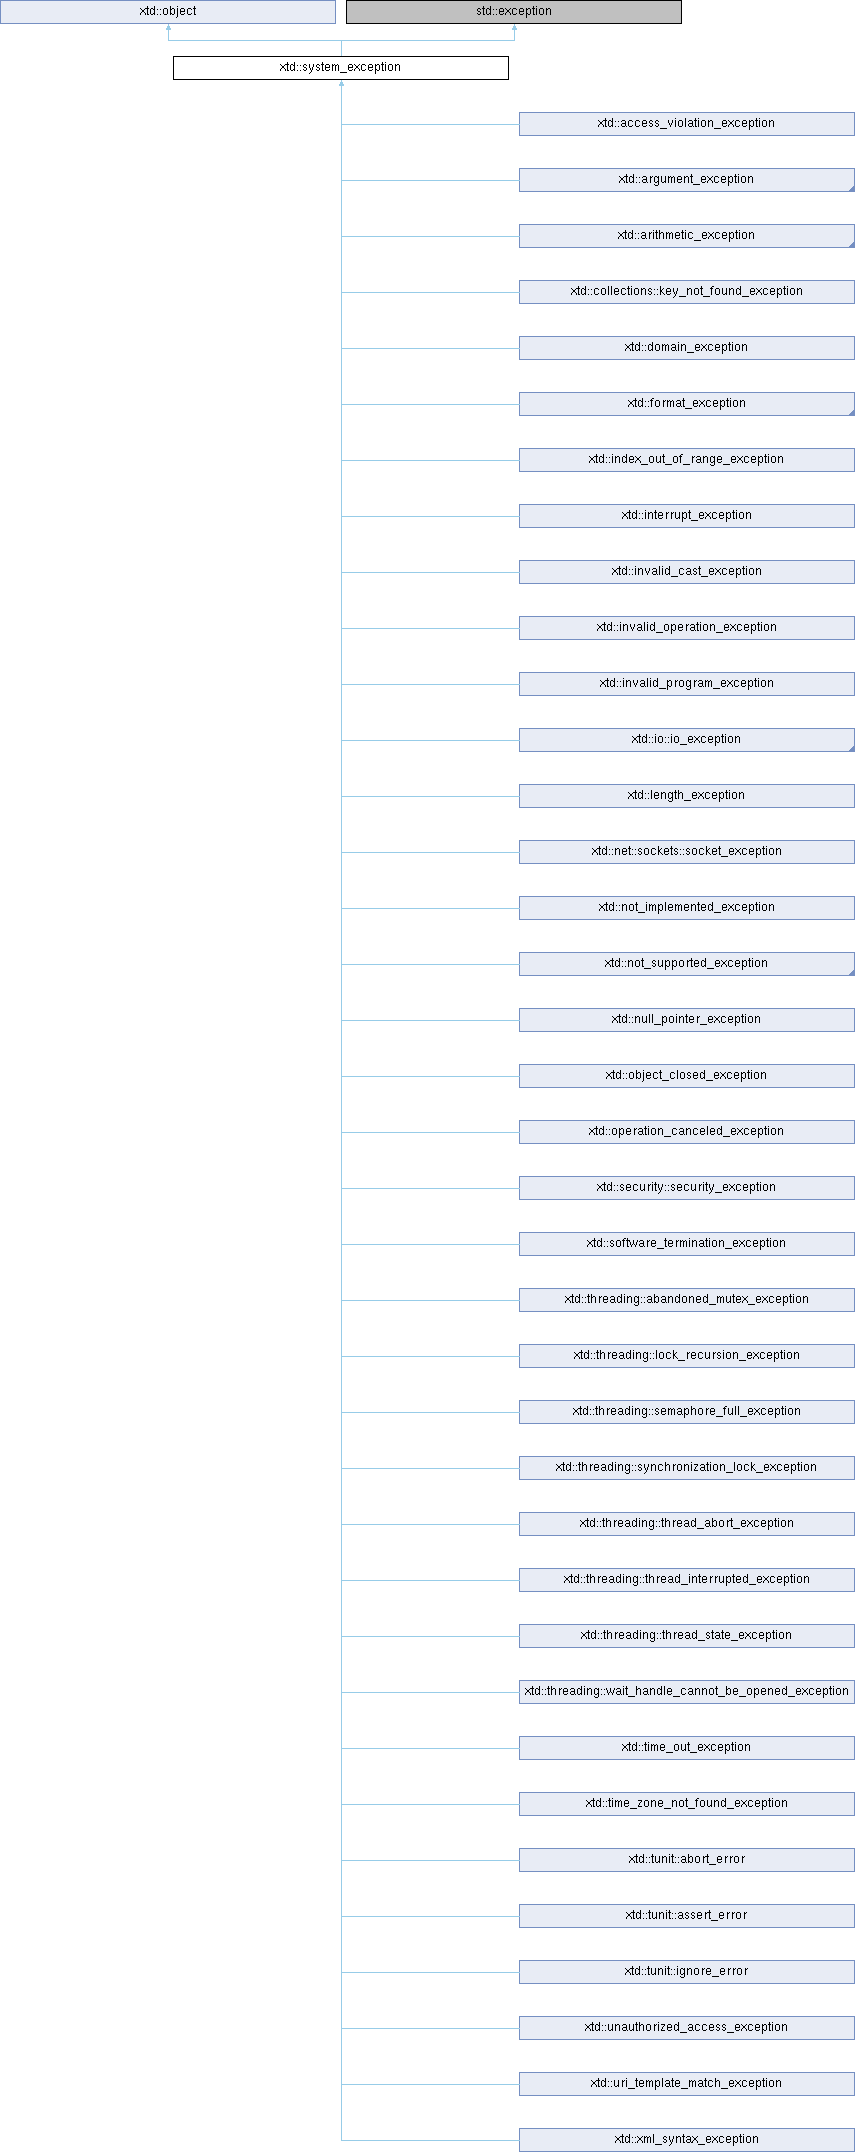 xtd::object
std::exception
xtd::system_exception
xtd::access_violation_exception
xtd::argument_exception
xtd::arithmetic_exception
xtd::collections::key_not_found_exception
xtd::domain_exception
xtd::format_exception
xtd::index_out_of_range_exception
xtd::interrupt_exception
xtd::invalid_cast_exception
xtd::invalid_operation_exception
xtd::invalid_program_exception
xtd::io::io_exception
xtd::length_exception
xtd::net::sockets::socket_exception
xtd::not_implemented_exception
xtd::not_supported_exception
xtd::null_pointer_exception
xtd::object_closed_exception
xtd::operation_canceled_exception
xtd::security::security_exception
xtd::software_termination_exception
xtd::threading::abandoned_mutex_exception
xtd::threading::lock_recursion_exception
xtd::threading::semaphore_full_exception
xtd::threading::synchronization_lock_exception
xtd::threading::thread_abort_exception
xtd::threading::thread_interrupted_exception
xtd::threading::thread_state_exception
xtd::threading::wait_handle_cannot_be_opened_exception
xtd::time_out_exception
xtd::time_zone_not_found_exception
xtd::tunit::abort_error
xtd::tunit::assert_error
xtd::tunit::ignore_error
xtd::unauthorized_access_exception
xtd::uri_template_match_exception
xtd::xml_syntax_exception